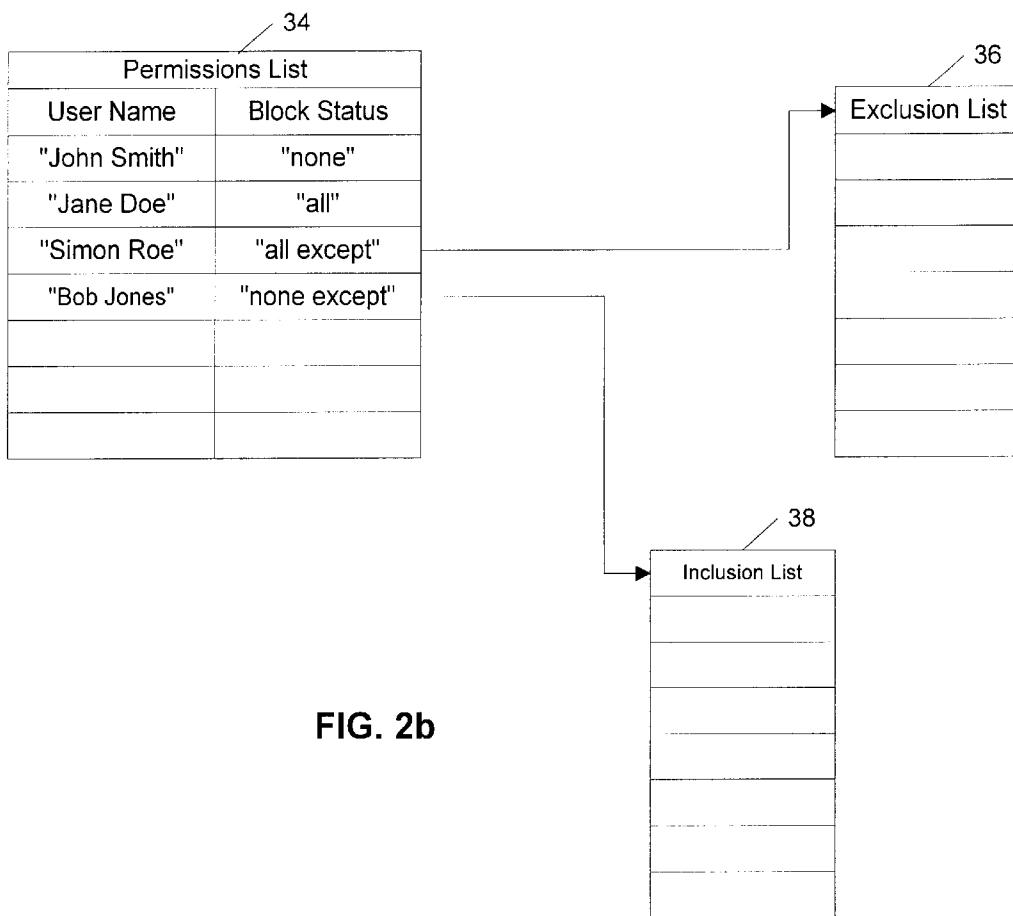 34
Permissions List
User Name Block Status
"John Smith" "none"
"Jane Doe" "all"
"Simon Roe" "all except"
"Bob Jones" "none except"
36
Exclusion List
38
Inclusion List
FIG. 2b